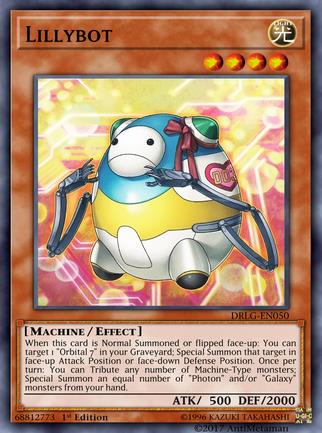 LILLYBOT
LIGHT
光
DUR
DRLG-EN050
[MACHINE / EFFECT]
When this card is Normal Summoned or flipped face-up: You can
target 1 "Orbital 7" in your Graveyard; Special Summon that target in
face-up Attack Position or face-down Defense Position. Once per
turn: You can Tribute any number of Machine-Type monsters;
Special Summon an equal number of "Photon" and/or "Galaxy"
monsters from your hand.
ATK/ 500 DEF/2000
68812773 1st Edition ©1996 KAZUKI TAKAHASHI
©2017 AntiMetaman